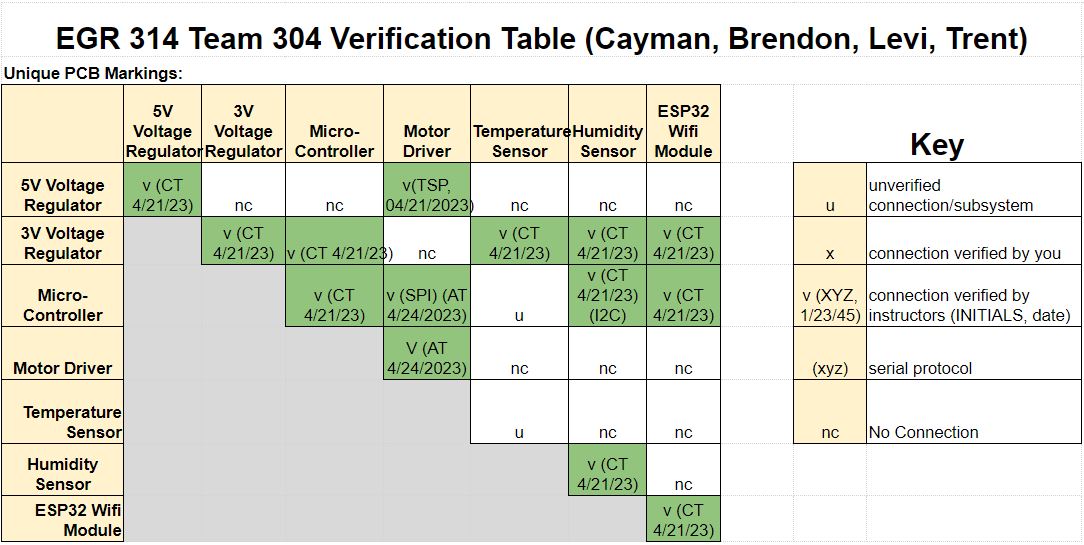 EGR 314 Team 304 Verification Table (Cayman, Brendon, Levi, Trent)
Unique PCB Markings:
5V Voltage Regulator 3V Voltage Regulator Micro-Controller Motor Driver Temperature Sensor Humidity Sensor ESP32 Wifi Module
Key
5V Voltage Regulator v (CT 4/21/23) nc nc v(TSP, 04/21/2023) nc nc nc
u unverified connection/subsystem
3V Voltage Regulator v (CT 4/21/23) v (CT 4/21/23) nc v (CT 4/21/23) v (CT 4/21/23) v (CT 4/21/23)
x connection verified by you
Micro-Controller v (CT 4/21/23) v (SPI) (AT 4/24/2023) u v (CT 4/21/23) (I2C) v (CT 4/21/23)
v (XYZ, 1/23/45) connection verified by instructors (INITIALS, date)
Motor Driver V (AT 4/24/2023) nc nc nc
(xyz) serial protocol
Temperature Sensor u nc nc
nc No Connection
Humidity Sensor v (CT 4/21/23) nc
ESP32 Wifi Module v (CT 4/21/23)